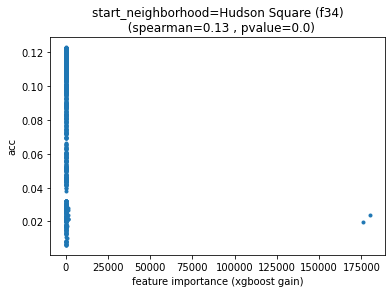 start_neighborhood=Hudson Square (f34)
(spearman=0.13 , pvalue=0.0)
acc
0.12
0.10
0.08
0.06
0.04
0.02
0 25000 50000 75000 100000 125000 150000 175000
feature importance (xgboost gain)